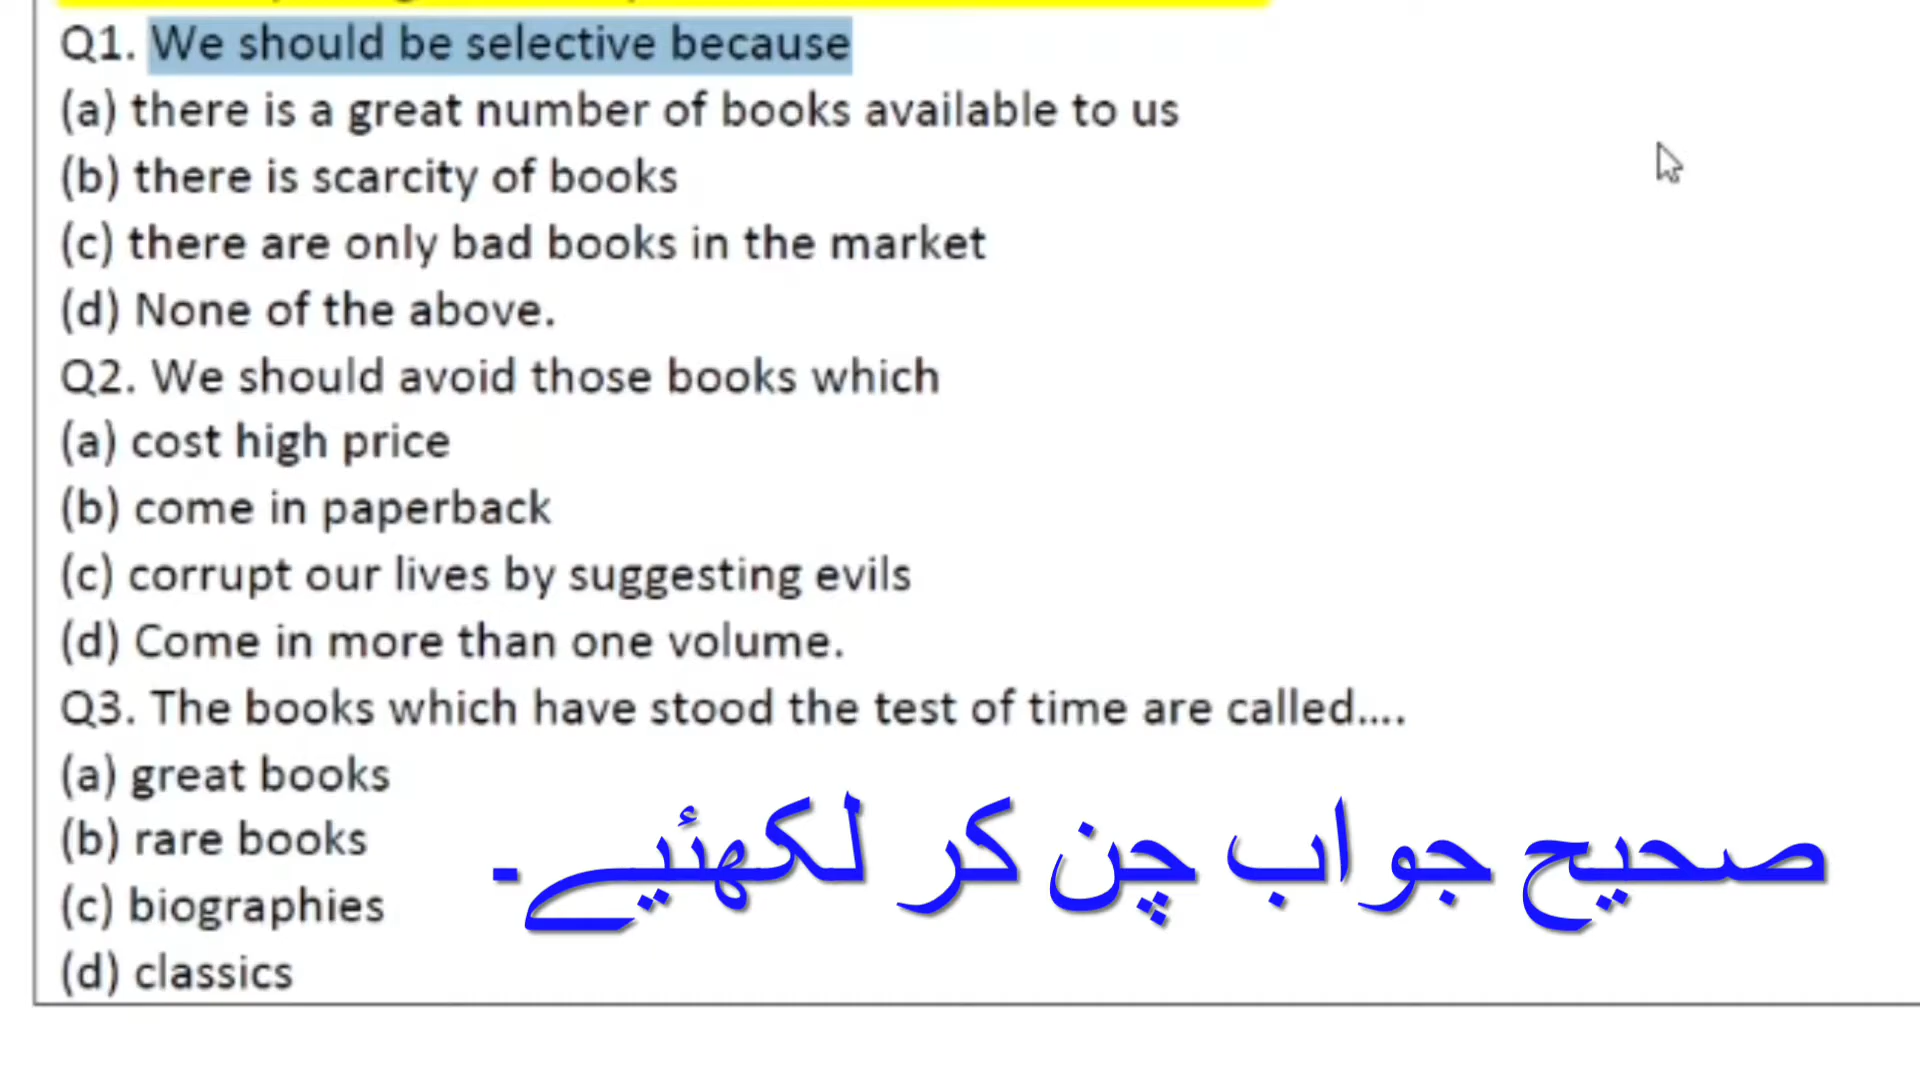 Q1. We should be selective because
(a) there is a great number of books available to us
(b) there is scarcity of books
(c) there are only bad books in the market
(d) None of the above.
Q2. We should avoid those books which
(a) cost high price
(b) come in paperback
(c) corrupt our lives by suggesting evils
(d) Come in more than one volume.
Q3. The books which have stood the test of time are called....
(a) great books
(b) rare books
صحیح جواب چن کر لکھئیے۔
(c) biographies
(d) classics